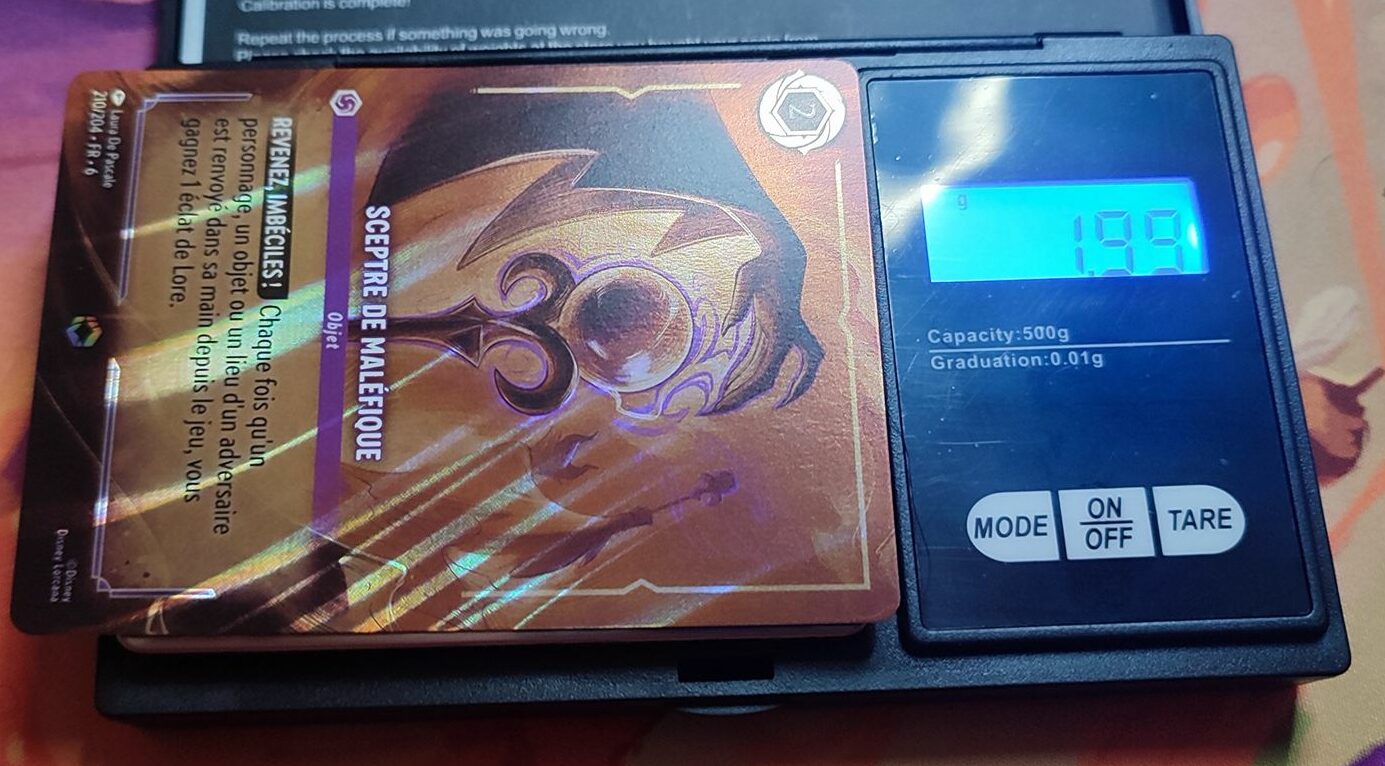 Calibration is complete!
Repeat the process if something was going wrong.
2
SCEPTRE DE MALÉFIQUE
Objet
REVENEZ, IMBÉCILES! Chaque fois qu'un
personnage, un objet ou un lieu d'un adversaire
est renvoyé dans sa main depuis le jeu, vous
gagnez 1 éclat de Lore.
Laura De Pascale
210/204 • FR • 6
©Disney
Disney Lorcana
g
1.99
Capacity:500g
Graduation:0.01g
MODE
ON
OFF
TARE